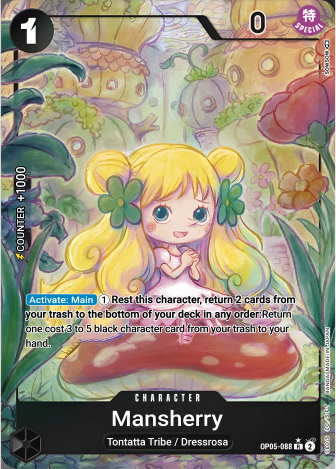 1
0
特
SPECIAL
COUNTER +1000
Activate: Main ① Rest this character, return 2 cards from
your trash to the bottom of your deck in any order:Return
one cost 3 to 5 black character card from your trash to your
hand.
CHARACTER
Mansherry
Tontatta Tribe / Dressrosa
OP05-088 R 2